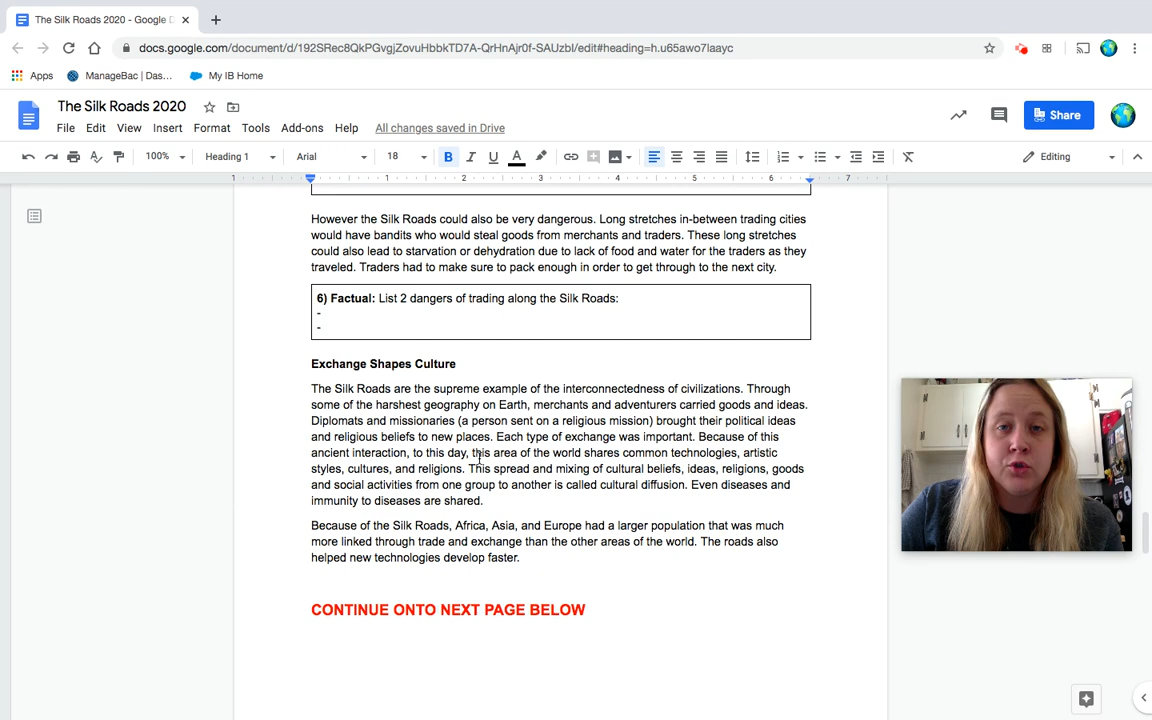 The Silk Roads 2020 - Google D
docs.google.com/document/d/192SRec8QkPGvgjZovuHbbkTD7A-QrHnAjr0f-SAUzbI/edit#heading=h.u65awo7laayc
Apps ManageBac | Das... My IB Home
The Silk Roads 2020
File Edit View Insert Format Tools Add-ons Help All changes saved in Drive
Share
100% Heading 1 Arial 18 B I U A Editing
1 1 2 3 4 5 6 7
However the Silk Roads could also be very dangerous. Long stretches in-between trading cities
would have bandits who would steal goods from merchants and traders. These long stretches
could also lead to starvation or dehydration due to lack of food and water for the traders as they
traveled. Traders had to make sure to pack enough in order to get through to the next city.
6) Factual: List 2 dangers of trading along the Silk Roads:
-
-
Exchange Shapes Culture
The Silk Roads are the supreme example of the interconnectedness of civilizations. Through
some of the harshest geography on Earth, merchants and adventurers carried goods and ideas.
Diplomats and missionaries (a person sent on a religious mission) brought their political ideas
and religious beliefs to new places. Each type of exchange was important. Because of this
ancient interaction, to this day, this area of the world shares common technologies, artistic
styles, cultures, and religions. This spread and mixing of cultural beliefs, ideas, religions, goods
and social activities from one group to another is called cultural diffusion. Even diseases and
immunity to diseases are shared.
Because of the Silk Roads, Africa, Asia, and Europe had a larger population that was much
more linked through trade and exchange than the other areas of the world. The roads also
helped new technologies develop faster.
CONTINUE ONTO NEXT PAGE BELOW